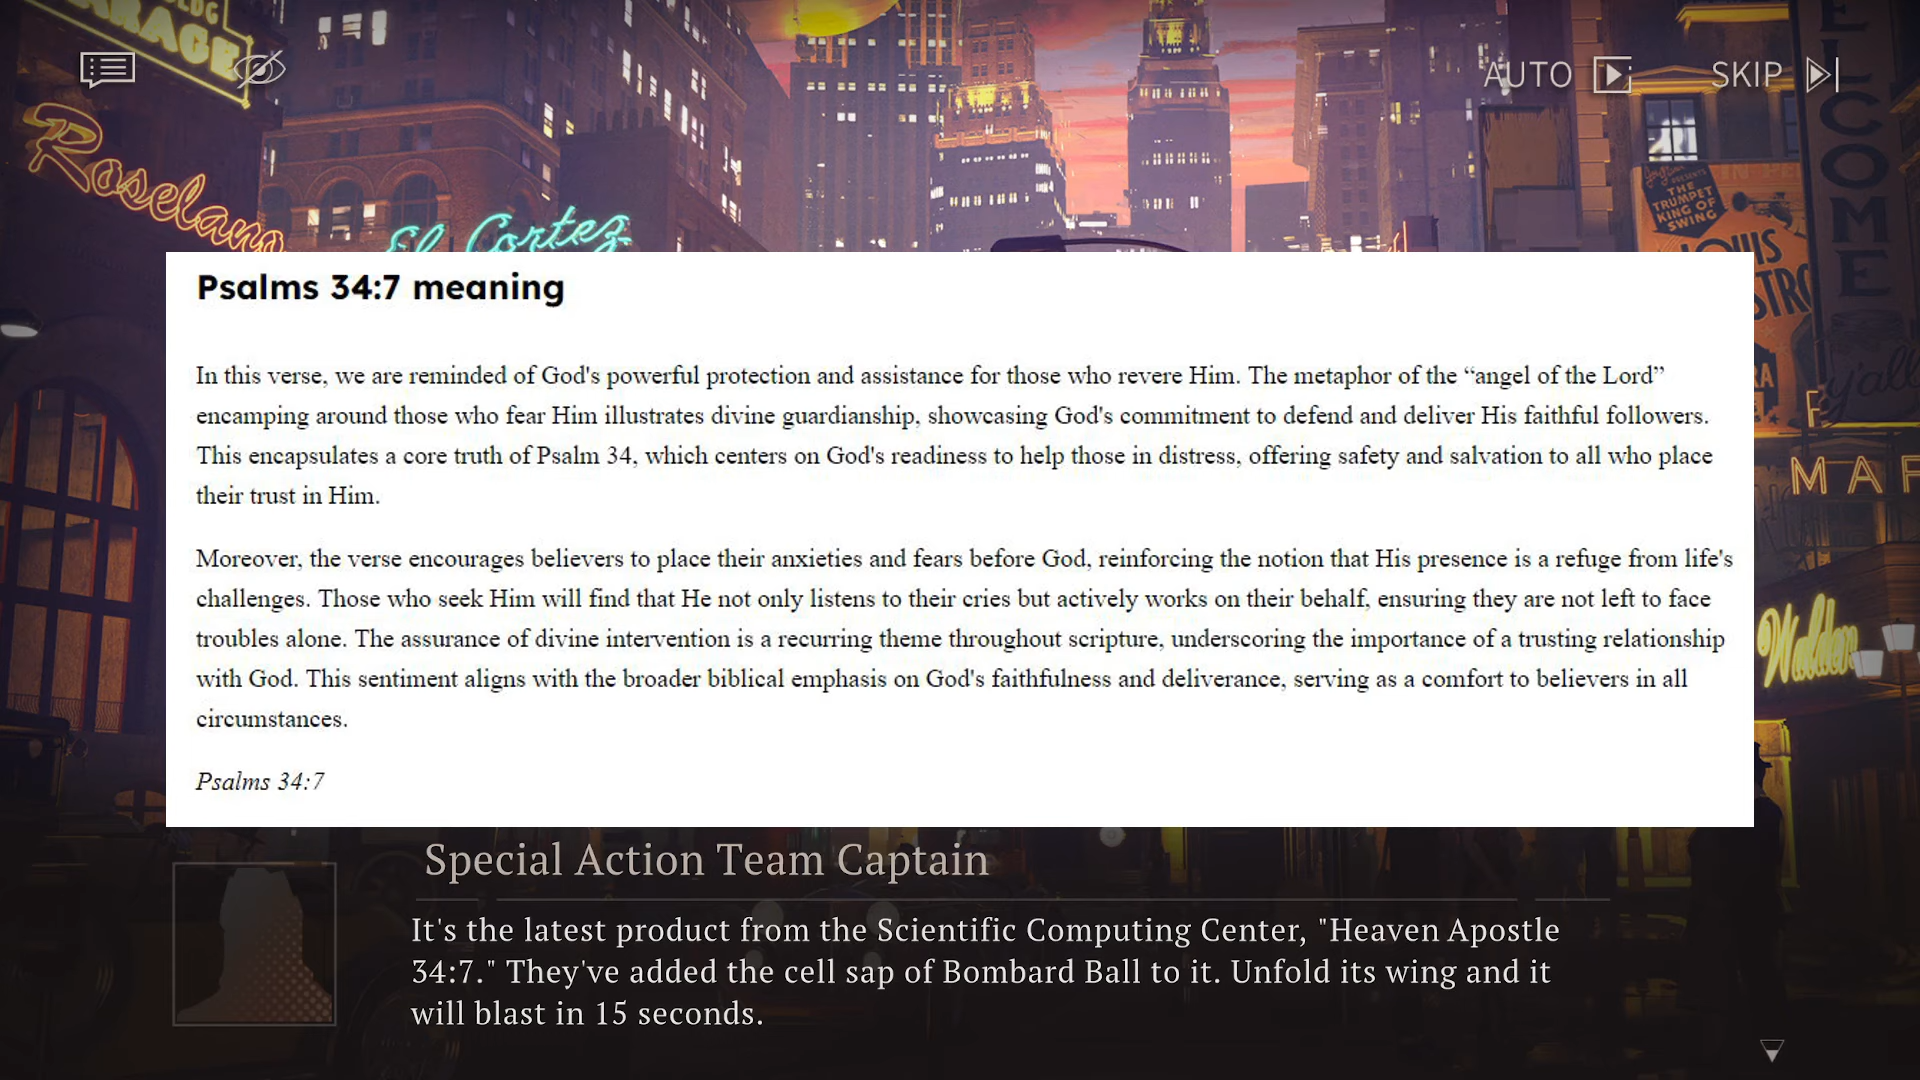 GARAGE
AUTO
SKIP
Roseland
El Cortez
THE
TRUMPET
KING OF
SWING
WELCOME
Psalms 34:7 meaning
In this verse, we are reminded of God's powerful protection and assistance for those who revere Him. The metaphor of the “angel of the Lord”
encamping around those who fear Him illustrates divine guardianship, showcasing God's commitment to defend and deliver His faithful followers.
This encapsulates a core truth of Psalm 34, which centers on God's readiness to help those in distress, offering safety and salvation to all who place
their trust in Him.
y'all
Moreover, the verse encourages believers to place their anxieties and fears before God, reinforcing the notion that His presence is a refuge from life's
challenges. Those who seek Him will find that He not only listens to their cries but actively works on their behalf, ensuring they are not left to face
troubles alone. The assurance of divine intervention is a recurring theme throughout scripture, underscoring the importance of a trusting relationship
with God. This sentiment aligns with the broader biblical emphasis on God's faithfulness and deliverance, serving as a comfort to believers in all
circumstances.
Psalms 34:7
Special Action Team Captain
It's the latest product from the Scientific Computing Center, "Heaven Apostle
34:7." They've added the cell sap of Bombard Ball to it. Unfold its wing and it
will blast in 15 seconds.